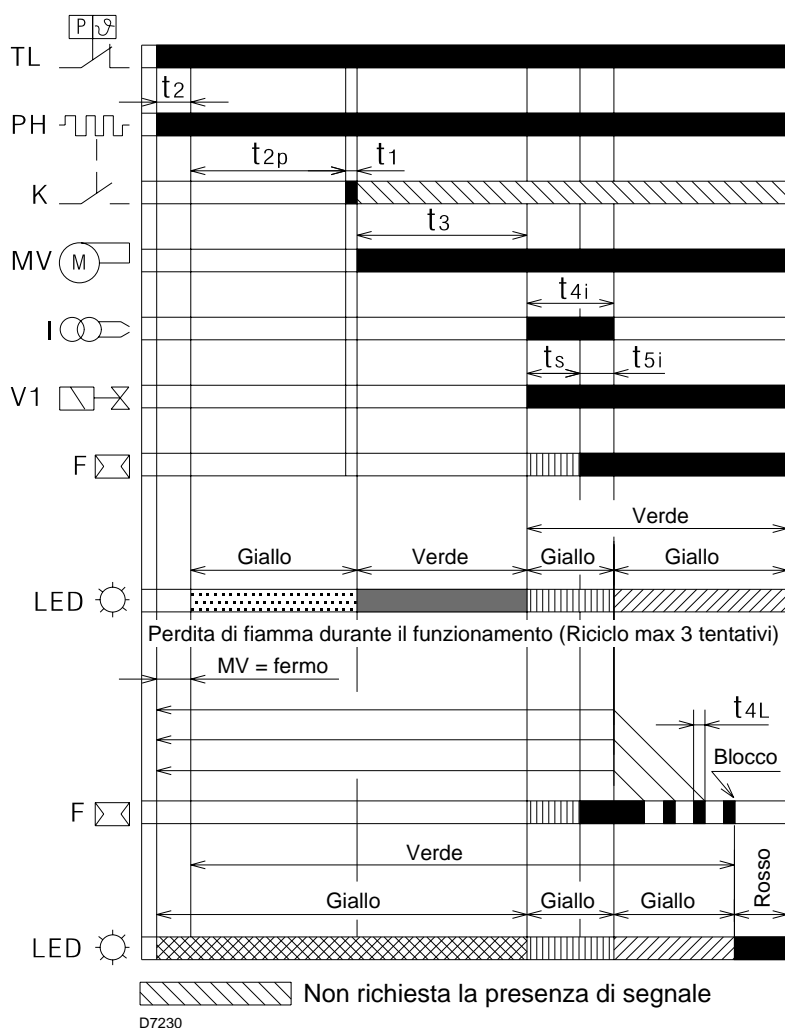 P ϑ
TL
t2
PH
t2p t1
K
t3
MV M
t4i
I
ts t5i
V1
F
Verde
Giallo Verde Giallo Giallo
LED
Perdita di fiamma durante il funzionamento (Riciclo max 3 tentativi)
MV = fermo
t4L
Blocco
F
Verde
Rosso
Giallo Giallo Giallo
LED
Non richiesta la presenza di segnale
D7230